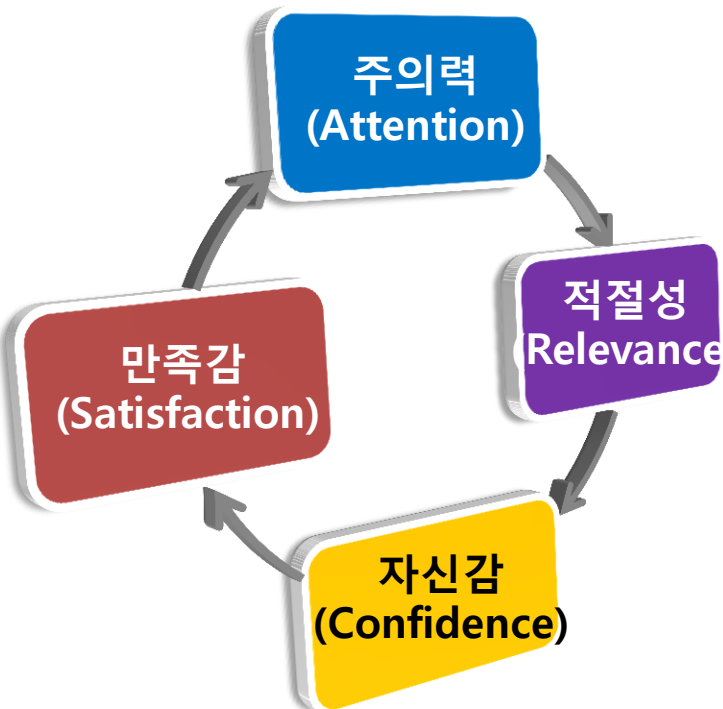 주의력
(Attention)
적절성
(Relevance
자신감
(Confidence)
만족감
(Satisfaction)